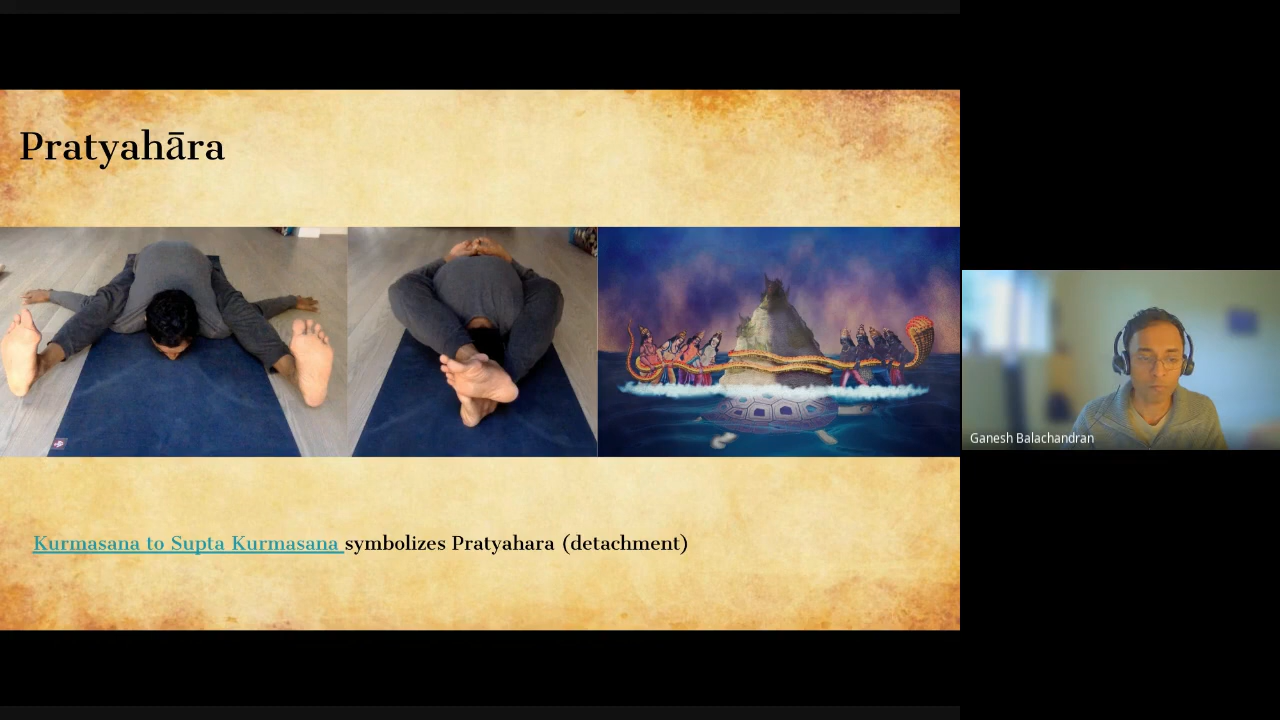 Pratyahāra
Kurmasana to Supta Kurmasana symbolizes Pratyahara (detachment)
Ganesh Balachandran